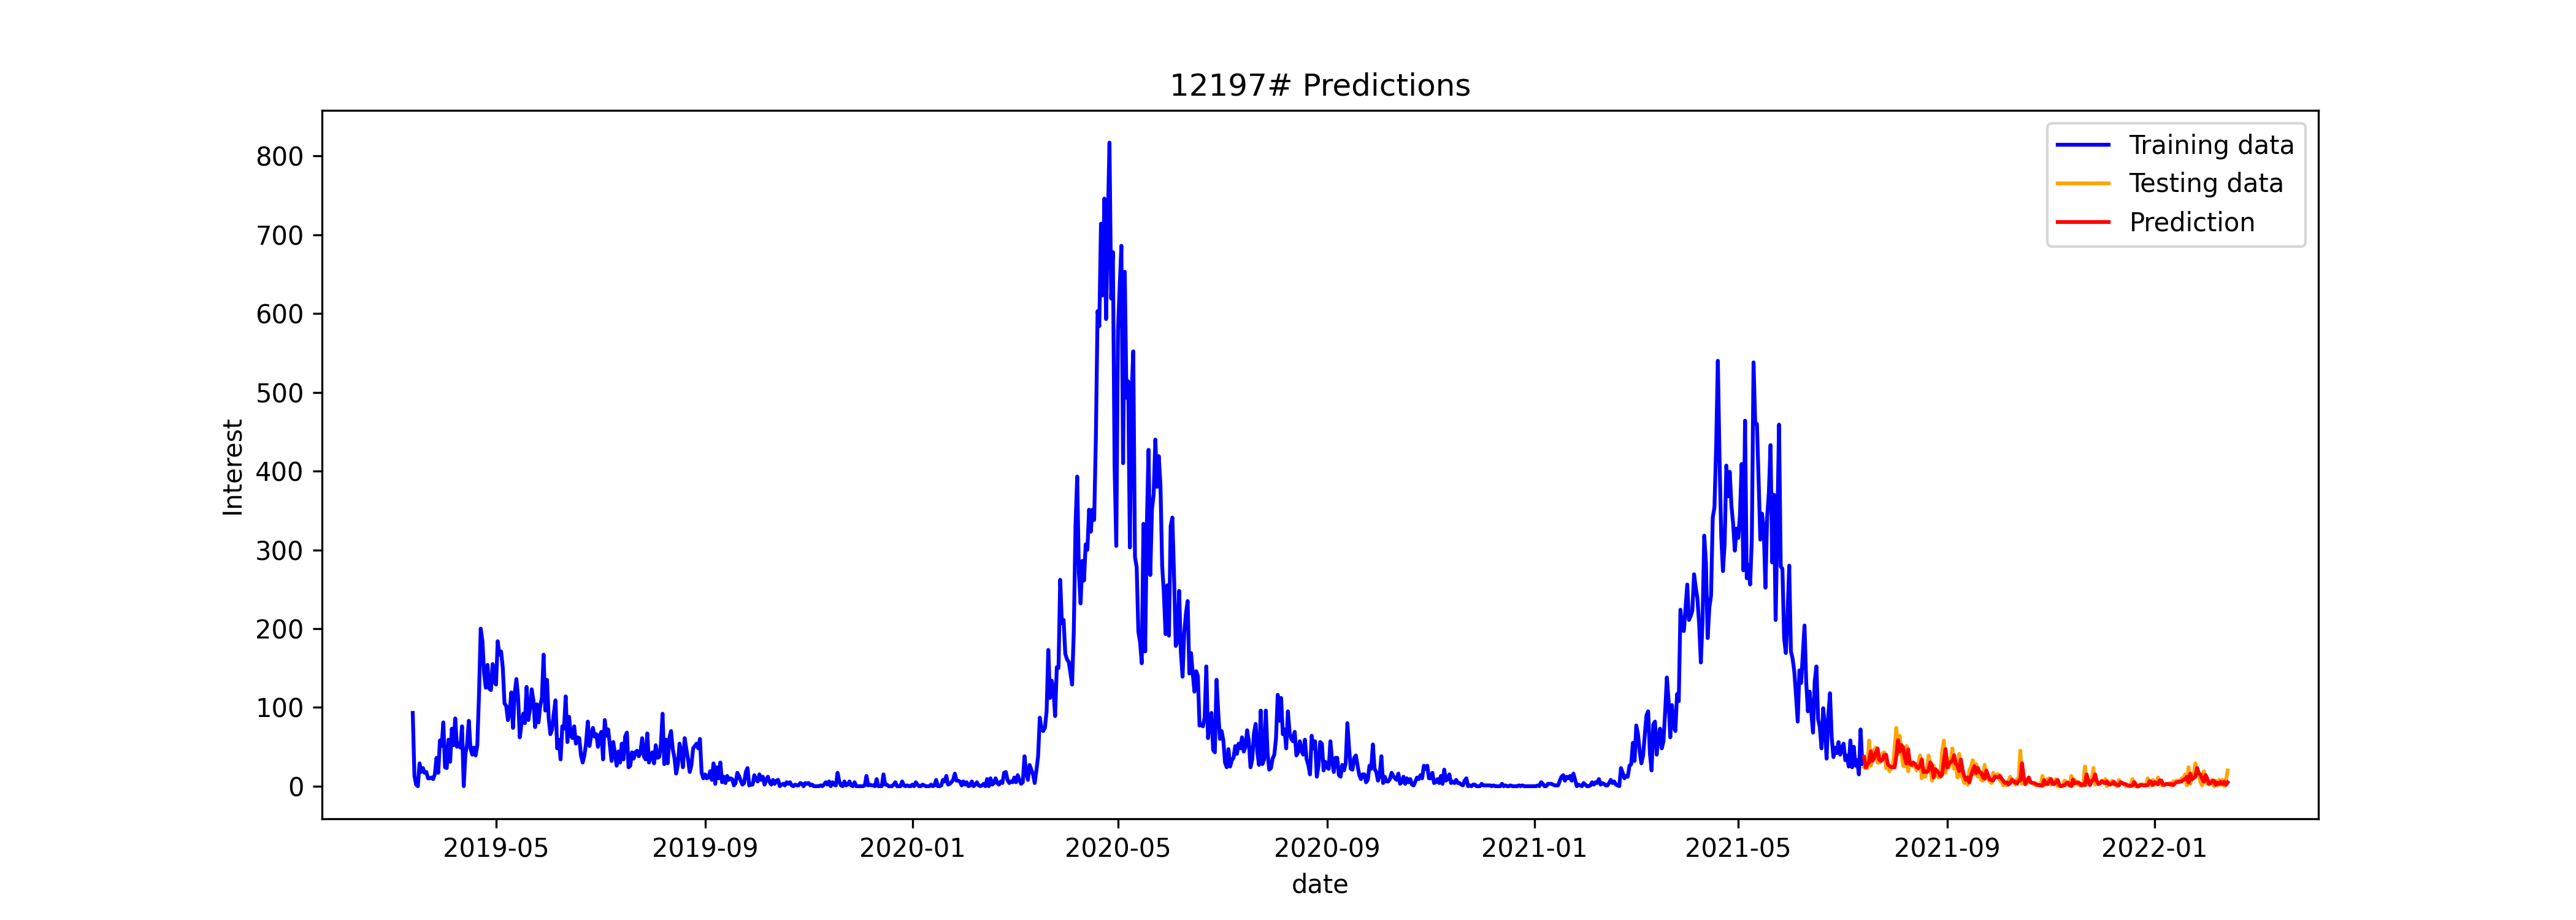 12197# Predictions
Training data
Testing data
Prediction
800
700
600
500
400
300
200
100
0
Interest
2019-05 2019-09 2020-01 2020-05 2020-09 2021-01 2021-05 2021-09 2022-01
date